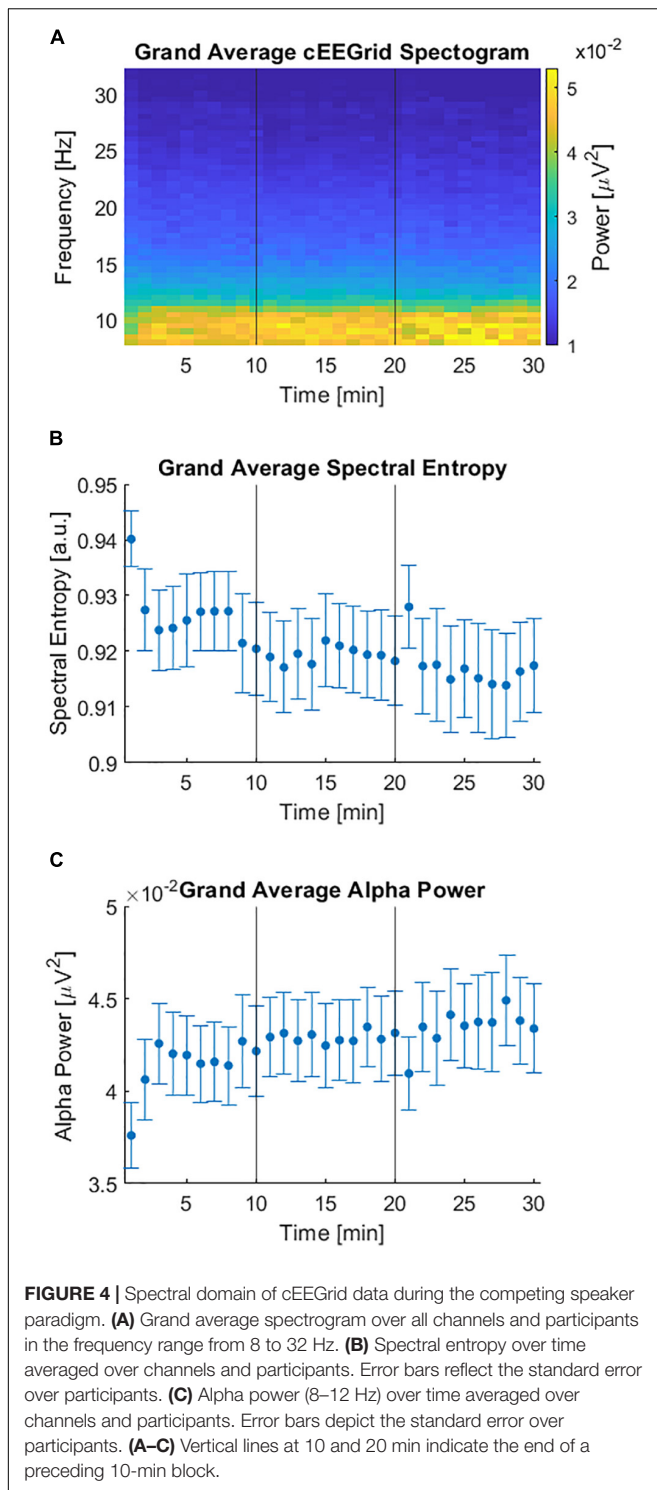 A
Grand Average cEEGrid Spectogram
×10-2
30
25
20
15
10
Frequency [Hz]
5
4
3
2
1
Power [μV2]
5 10 15 20 25 30
Time [min]
B
Grand Average Spectral Entropy
0.95
0.94
0.93
0.92
0.91
0.9
Spectral Entropy [a.u.]
5 10 15 20 25 30
Time [min]
C
×10-2 Grand Average Alpha Power
5
4.5
4
3.5
Alpha Power [μV2]
5 10 15 20 25 30
Time [min]
FIGURE 4 | Spectral domain of cEEGrid data during the competing speaker
paradigm. (A) Grand average spectrogram over all channels and participants
in the frequency range from 8 to 32 Hz. (B) Spectral entropy over time
averaged over channels and participants. Error bars reflect the standard error
over participants. (C) Alpha power (8–12 Hz) over time averaged over
channels and participants. Error bars depict the standard error over
participants. (A–C) Vertical lines at 10 and 20 min indicate the end of a
preceding 10-min block.